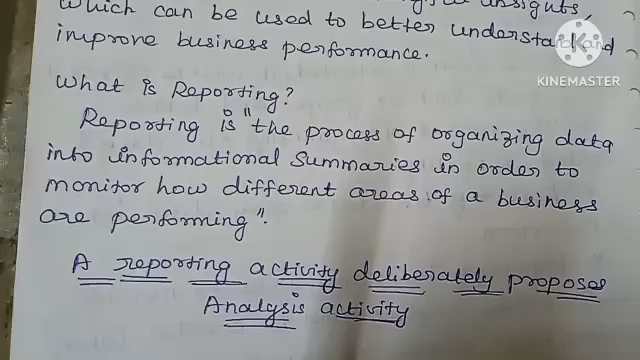 which can be used to better understand and
improve business performance.
What is Reporting?
Reporting is "the process of organizing data
into informational summaries in order to
monitor how different areas of a business
are performing".
A reporting activity deliberately proposes
Analysis activity
KINEMASTER